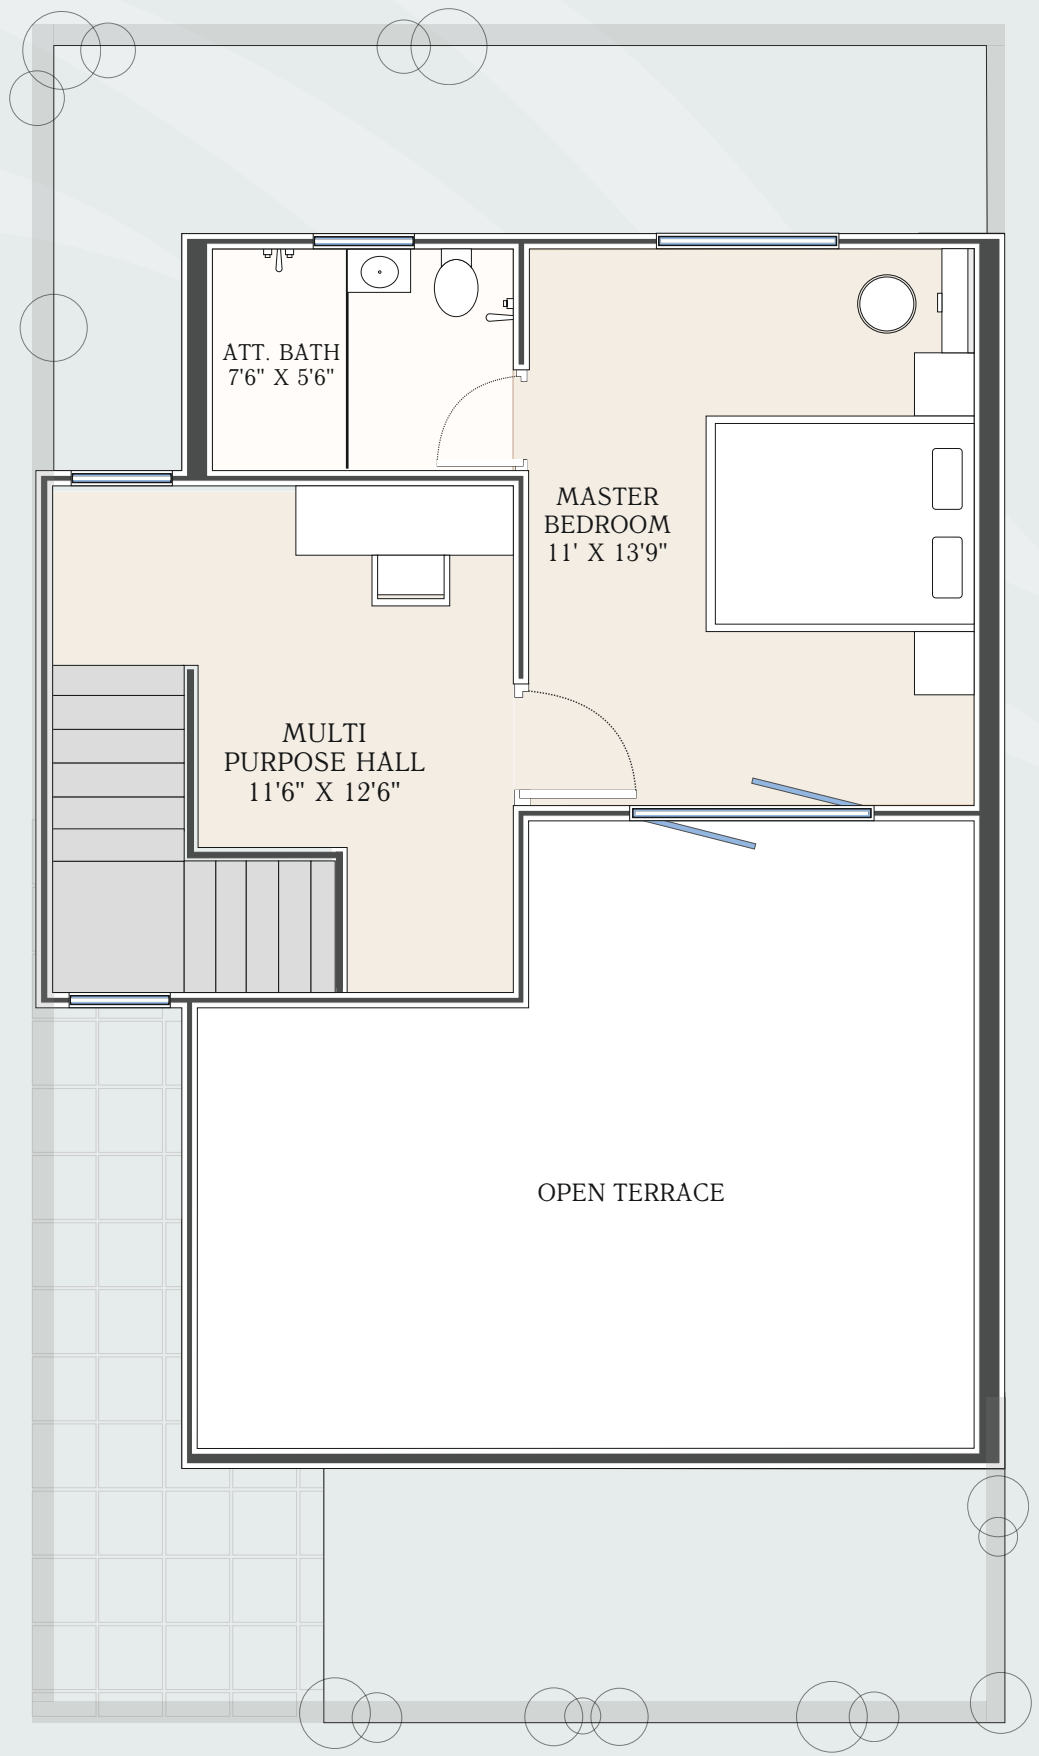 ATT. BATH
7'6" X 5'6"
MASTER
BEDROOM
11' X 13'9"
MULTI
PURPOSE HALL
11'6" X 12'6"
OPEN TERRACE